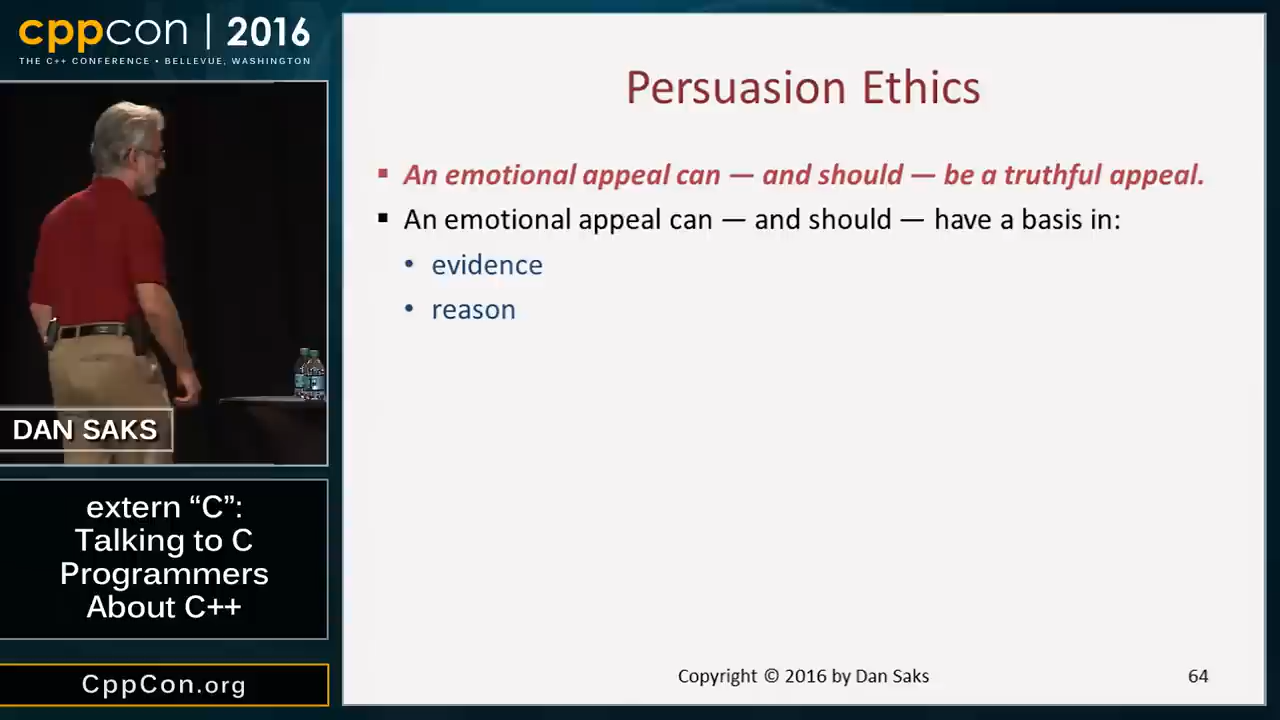 cppcon | 2016
THE C++ CONFERENCE • BELLEVUE, WASHINGTON
DAN SAKS
extern “C”:
Talking to C
Programmers
About C++
CppCon.org
Persuasion Ethics
▪ An emotional appeal can — and should — be a truthful appeal.
▪ An emotional appeal can — and should — have a basis in:
• evidence
• reason
Copyright © 2016 by Dan Saks
64